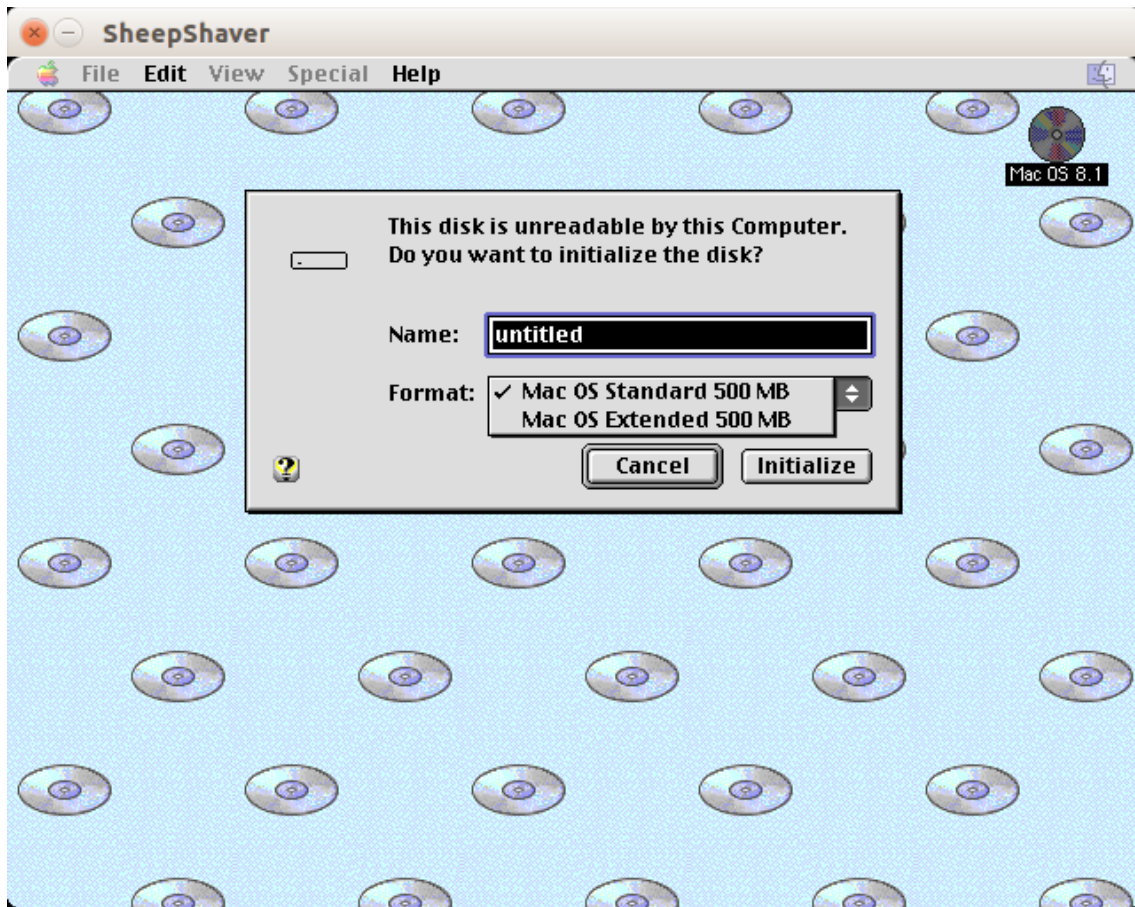 SheepShaver
File Edit View Special Help
Mac OS 8.1
This disk is unreadable by this Computer.
Do you want to initialize the disk?
Name: untitled
Format: ✓ Mac OS Standard 500 MB
Mac OS Extended 500 MB
? Cancel Initialize